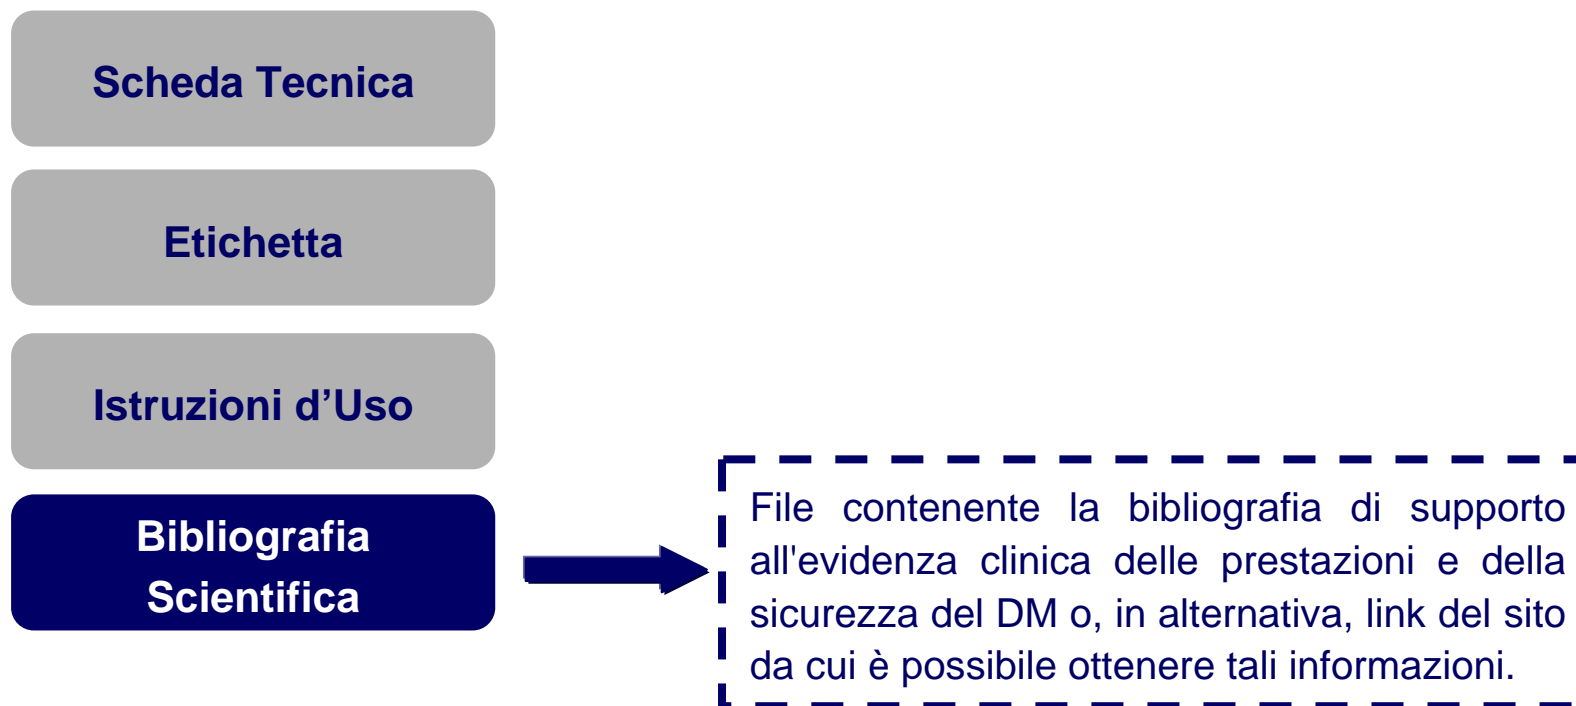 Scheda Tecnica
Etichetta
Istruzioni d’Uso
Bibliografia
Scientifica
File contenente la bibliografia di supporto
all'evidenza clinica delle prestazioni e della
sicurezza del DM o, in alternativa, link del sito
da cui è possibile ottenere tali informazioni.